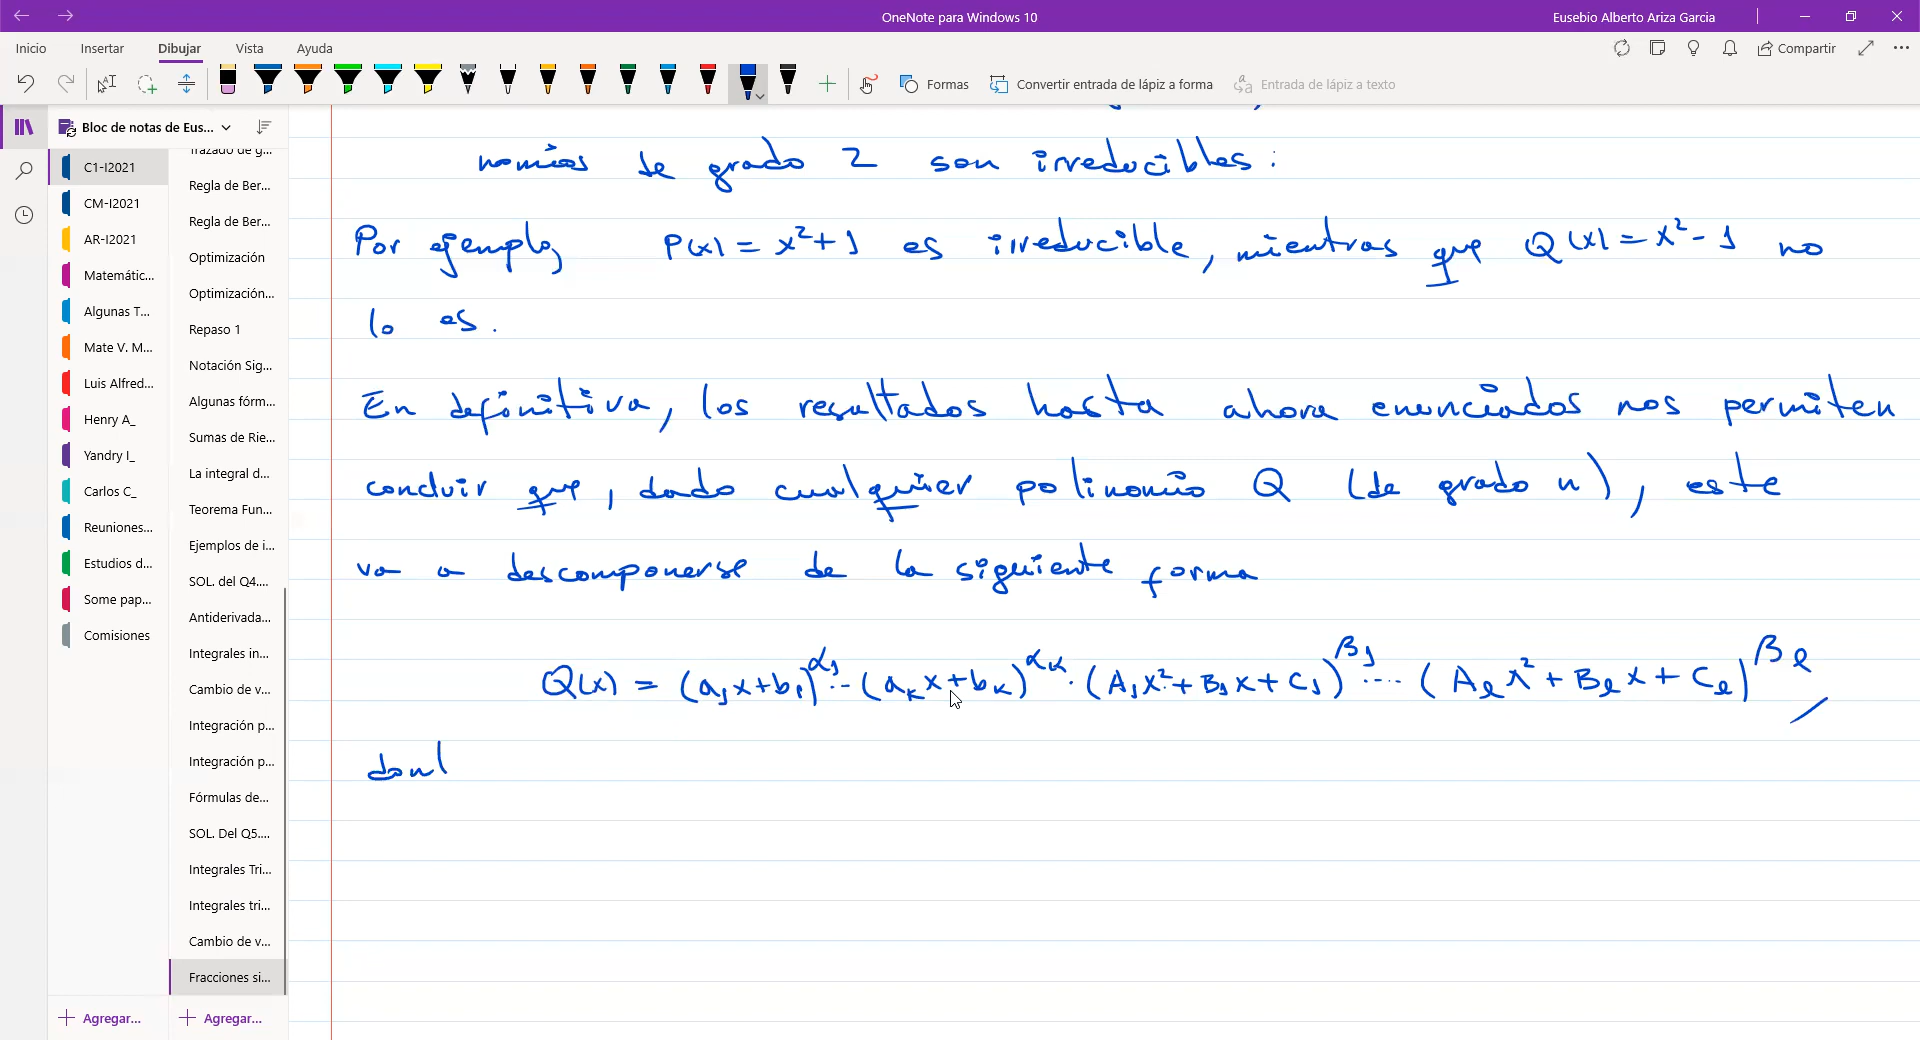 OneNote para Windows 10
Eusebio Alberto Ariza Garcia
Inicio
Insertar
Dibujar
Vista
Ayuda
Compartir
Formas
Convertir entrada de lápiz a forma
Entrada de lápiz a texto
Bloc de notas de Eus...
C1-I2021
CM-I2021
AR-I2021
Matemátic...
Algunas T...
Mate V. M...
Luis Alfred...
Henry A_
Yandry I_
Carlos C_
Reuniones...
Estudios d...
Some pap...
Comisiones
Agregar...
Trazado de g...
Regla de Ber...
Regla de Ber...
Optimización
Optimización...
Repaso 1
Notación Sig...
Algunas fórm...
Sumas de Rie...
La integral d...
Teorema Fun...
Ejemplos de i...
SOL. del Q4....
Antiderivada...
Integrales in...
Cambio de v...
Integración p...
Integración p...
Fórmulas de...
SOL. Del Q5....
Integrales Tri...
Integrales tri...
Cambio de v...
Fracciones si...
Agregar...
nomios de grado 2 son irreducibles:
Por ejemplo, P(x) = x² + 1 es irreducible, mientras que Q(x) = x² - 1 no
lo es.
En definitiva, los resultados hasta ahora enunciados nos permiten
concluir que, dado cualquier polinomio Q (de grado n), este
va a descomponerse de la siguiente forma
Q(x) = (a₁x+b₁)^α₁ ... (aₖx+bₖ)^αₖ · (A₁x²+B₁x+C₁)^β₁ .... (Aₗx²+Bₗx+Cₗ)^βₗ,